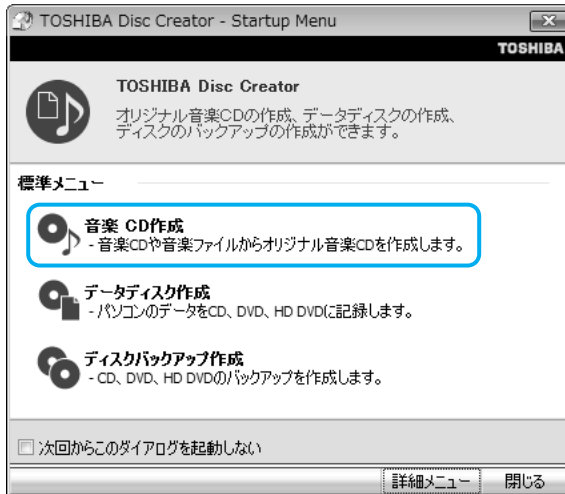 TOSHIBA Disc Creator - Startup Menu
TOSHIBA
TOSHIBA Disc Creator
オリジナル音楽CDの作成、データディスクの作成、
ディスクのバックアップの作成ができます。
標準メニュー
音楽 CD作成
- 音楽CDや音楽ファイルからオリジナル音楽CDを作成します。
データディスク作成
- パソコンのデータをCD、DVD、HD DVDに記録します。
ディスクバックアップ作成
- CD、DVD、HD DVDのバックアップを作成します。
次回からこのダイアログを起動しない
詳細メニュー 閉じる